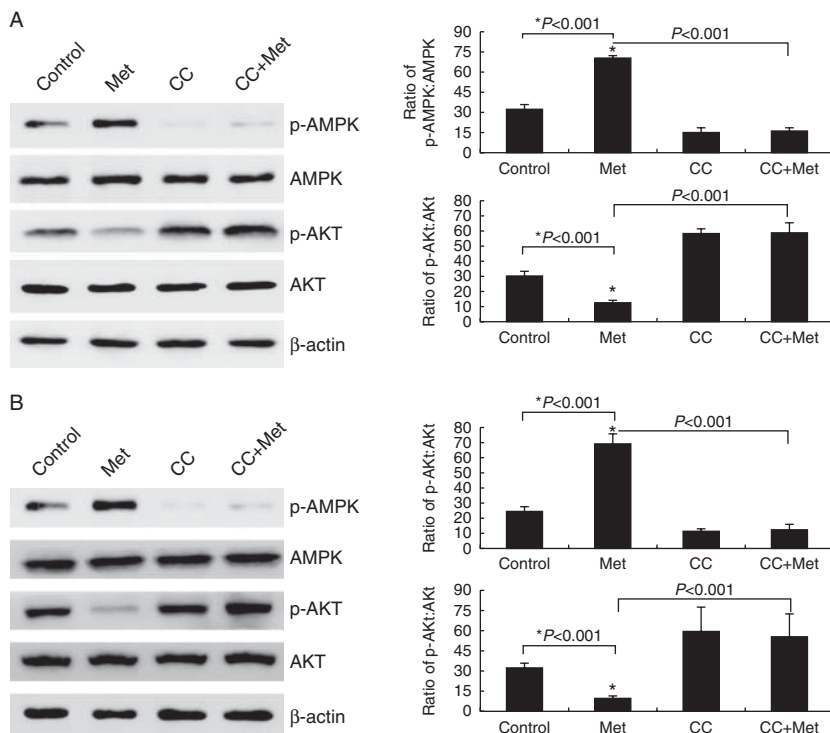 A
Control Met CC CC+Met
p-AMPK
AMPK
p-AKT
AKT
β-actin
Ratio of
p-AMPK:AMPK
90
75
60
45
30
15
0
*P<0.001
P<0.001
*
Control Met CC CC+Met
Ratio of p-AKt:AKt
80
70
60
50
40
30
20
10
0
P<0.001
*P<0.001
*
Control Met CC CC+Met
B
Control Met CC CC+Met
p-AMPK
AMPK
p-AKT
AKT
β-actin
Ratio of p-AKt:AKt
80
70
60
50
40
30
20
10
0
*P<0.001
P<0.001
*
Control Met CC CC+Met
Ratio of p-AKt:AKt
90
75
60
45
30
15
0
P<0.001
*P<0.001
*
Control Met CC CC+Met